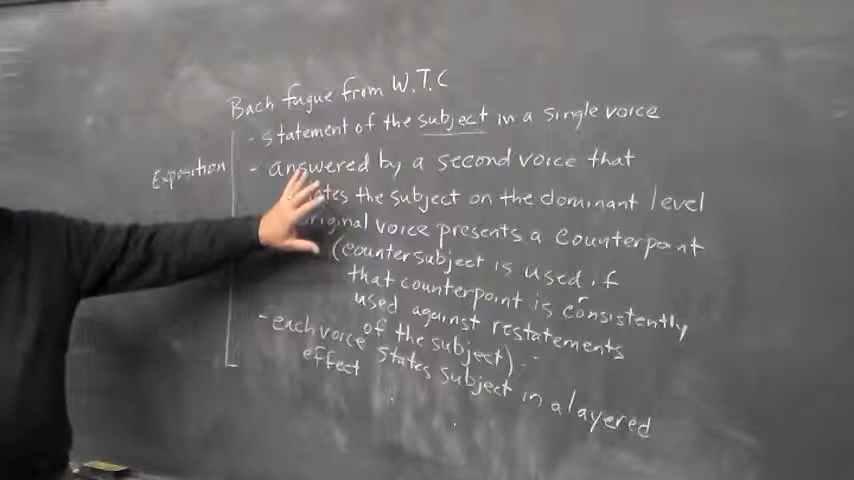 Bach fugue from W.T.C
- statement of the subject in a single voice
Exposition
- answered by a second voice that
the subject on the dominant level
original voice presents a counterpoint
(countersubject is used if
that counterpoint is consistently
used against restatements
of the subject)
- each voice states subject in a layered
effect